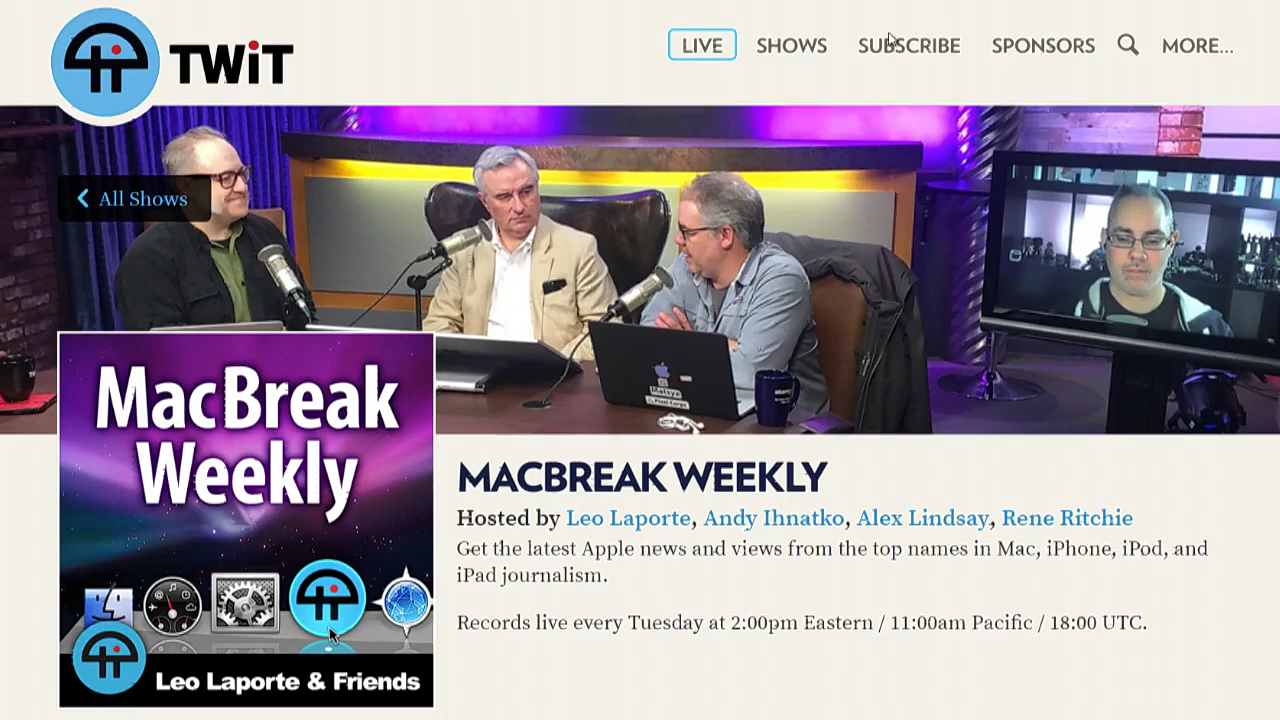 TWiT
LIVE
SHOWS
SUBSCRIBE
SPONSORS
MORE...
All Shows
MacBreak
Weekly
Leo Laporte & Friends
MACBREAK WEEKLY
Hosted by Leo Laporte, Andy Ihnatko, Alex Lindsay, Rene Ritchie
Get the latest Apple news and views from the top names in Mac, iPhone, iPod, and
iPad journalism.
Records live every Tuesday at 2:00pm Eastern / 11:00am Pacific / 18:00 UTC.